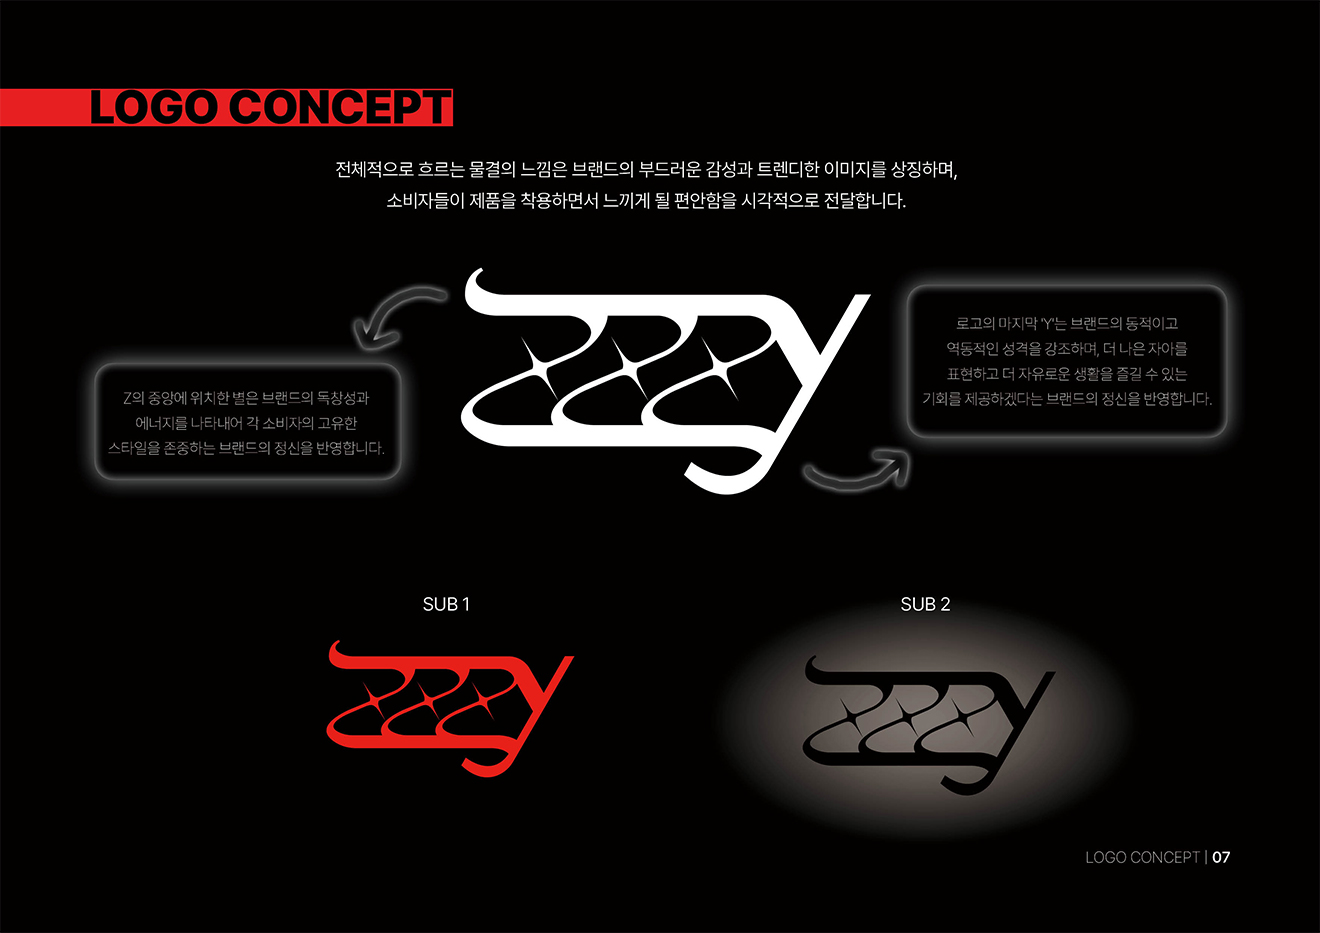 LOGO CONCEPT
전체적으로 흐르는 물결의 느낌은 브랜드의 부드러운 감성과 트렌디한 이미지를 상징하며,
소비자들이 제품을 착용하면서 느끼게 될 편안함을 시각적으로 전달합니다.
zzzy
Z의 중앙에 위치한 별은 브랜드의 독창성과
에너지를 나타내어 각 소비자의 고유한
스타일을 존중하는 브랜드의 정신을 반영합니다.
로고의 마지막 'Y'는 브랜드의 동적이고
역동적인 성격을 강조하며, 더 나은 자아를
표현하고 더 자유로운 생활을 즐길 수 있는
기회를 제공하겠다는 브랜드의 정신을 반영합니다.
SUB 1
zzzy
SUB 2
zzzy
LOGO CONCEPT | 07